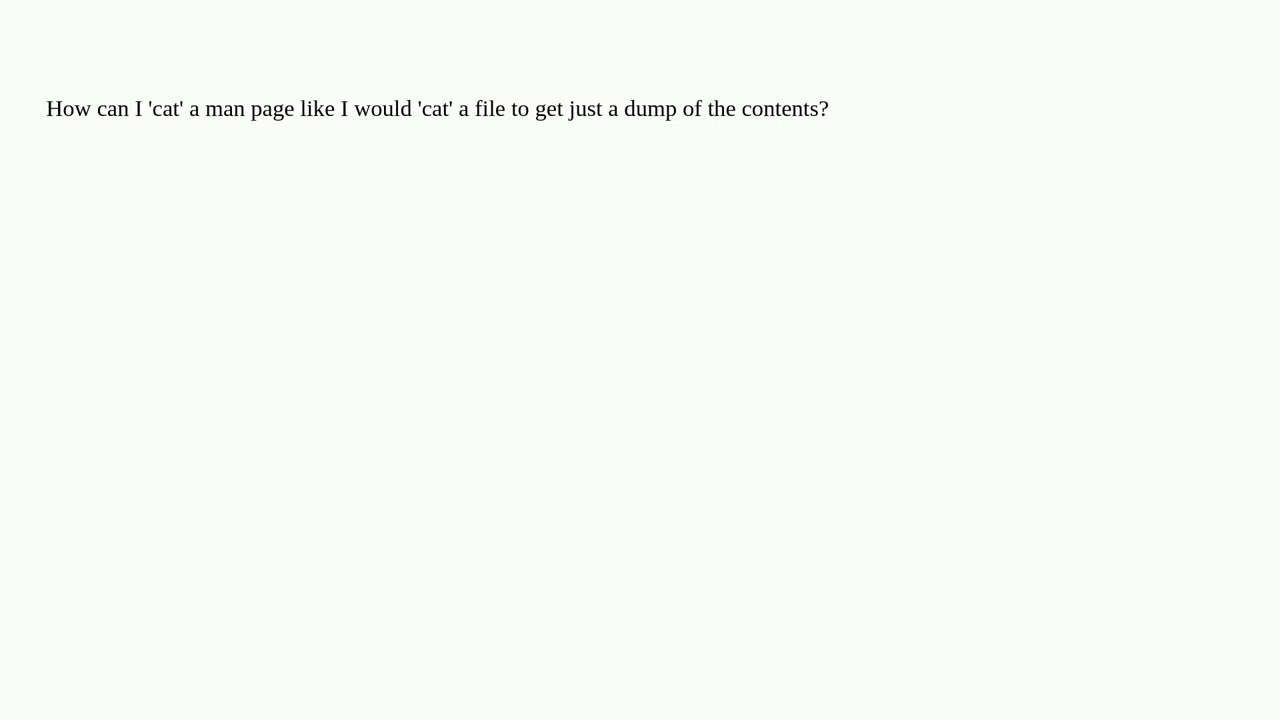 How can I 'cat' a man page like I would 'cat' a file to get just a dump of the contents?